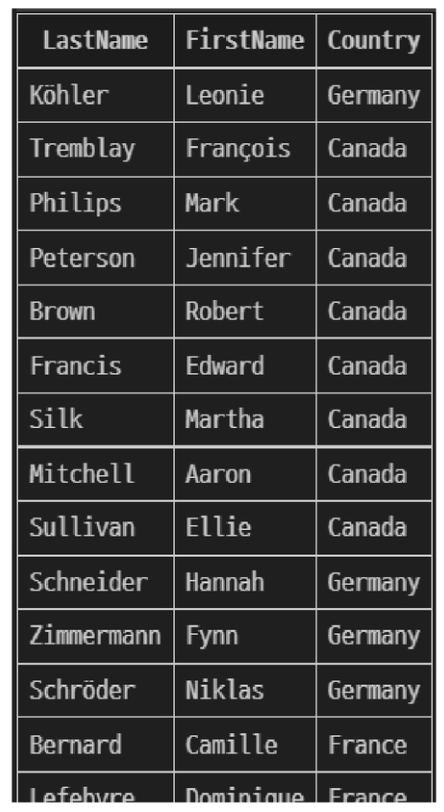 LastName FirstName Country
Köhler Leonie Germany
Tremblay François Canada
Philips Mark Canada
Peterson Jennifer Canada
Brown Robert Canada
Francis Edward Canada
Silk Martha Canada
Mitchell Aaron Canada
Sullivan Ellie Canada
Schneider Hannah Germany
Zimmermann Fynn Germany
Schröder Niklas Germany
Bernard Camille France
Lefebvre Dominique France